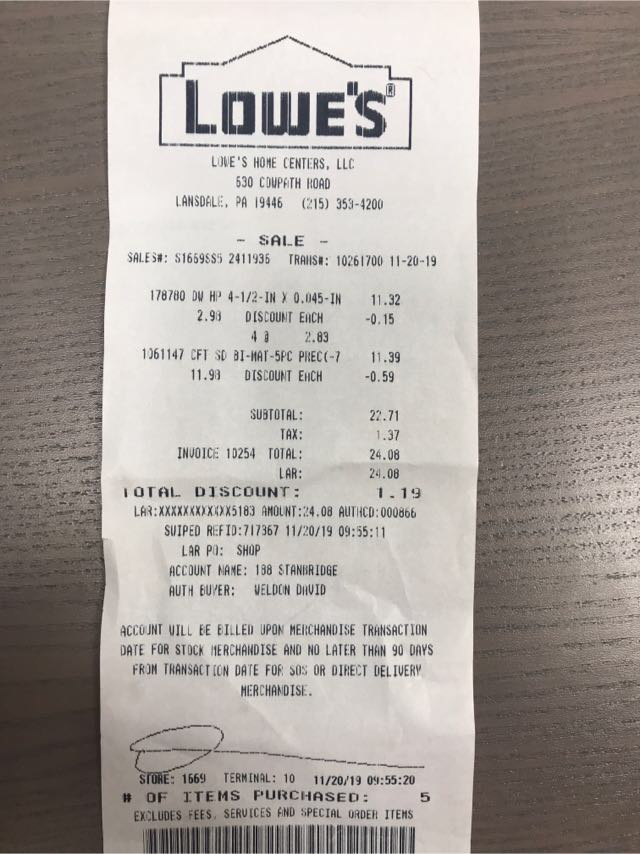 LOWE'S®
LOWE'S HOME CENTERS, LLC
630 COWPATH ROAD
LANSDALE, PA 19446 (215) 353-4200
- SALE -
SALES#: S1669SS5 2411936 TRANS#: 10261700 11-20-19
178780 DW HP 4-1/2-IN X 0.045-IN 11.32
2.98 DISCOUNT EACH -0.15
4 @ 2.83
1061147 CFT SD BI-MAT-5PC PREC(-7 11.39
11.98 DISCOUNT EACH -0.59
SUBTOTAL: 22.71
TAX: 1.37
INVOICE 10254 TOTAL: 24.08
LAR: 24.08
TOTAL DISCOUNT: 1.19
LAR:XXXXXXXXXXXX5183 AMOUNT:24.08 AUTHCD:000866
SWIPED REFID:717367 11/20/19 09:55:11
LAR PO: SHOP
ACCOUNT NAME: 188 STANBRIDGE
AUTH BUYER: WELDON DAVID
ACCOUNT WILL BE BILLED UPON MERCHANDISE TRANSACTION
DATE FOR STOCK MERCHANDISE AND NO LATER THAN 90 DAYS
FROM TRANSACTION DATE FOR SOS OR DIRECT DELIVERY
MERCHANDISE.
STORE: 1669 TERMINAL: 10 11/20/19 09:55:20
# OF ITEMS PURCHASED: 5
EXCLUDES FEES, SERVICES AND SPECIAL ORDER ITEMS